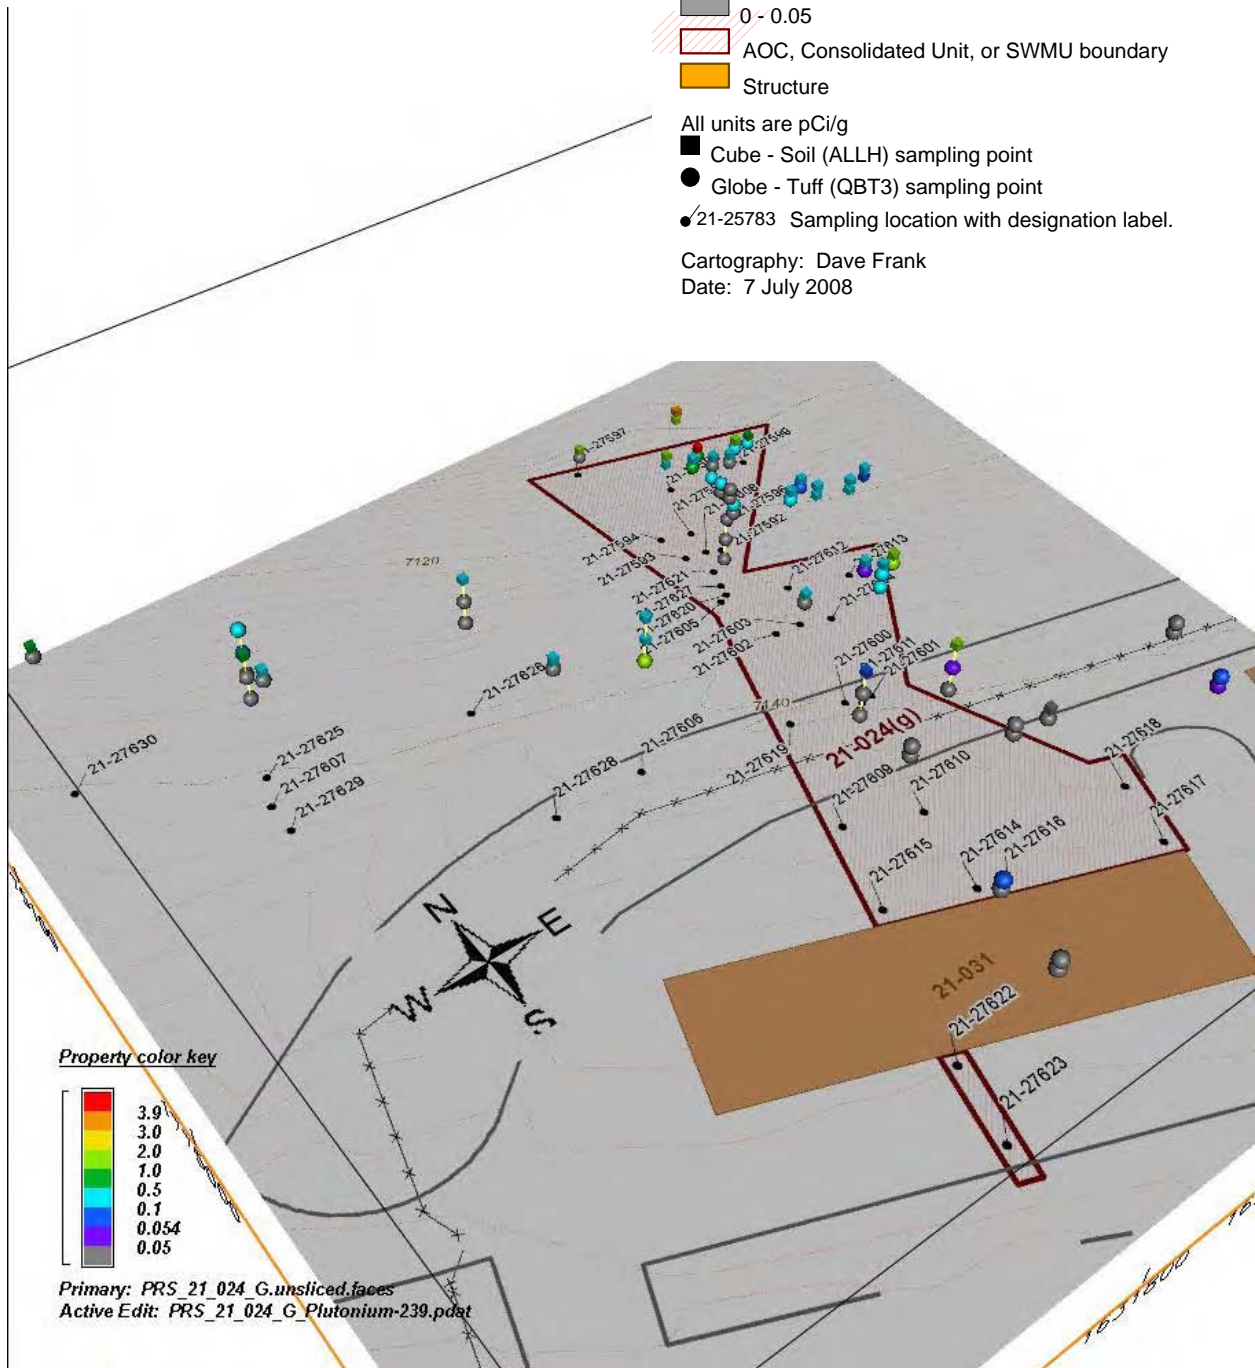 0 - 0.05
AOC, Consolidated Unit, or SWMU boundary
Structure
All units are pCi/g
Cube - Soil (ALLH) sampling point
Globe - Tuff (QBT3) sampling point
21-25783 Sampling location with designation label.
Cartography: Dave Frank
Date: 7 July 2008
21-27597
21-27594
21-27592
21-27593
7120
21-27621
21-27627
21-27620
21-27605
21-27603
21-27602
21-27612
21-27600
21-27611
21-27601
21-27626
7140
21-024(g)
21-27606
21-27619
21-27618
21-27625
21-27630
21-27607
21-27628
21-27629
21-27609
21-27610
21-27617
21-27614
21-27616
21-27615
N
E
W
S
21-031
21-27622
21-27623
Property color key
3.9
3.0
2.0
1.0
0.5
0.1
0.054
0.05
Primary: PRS_21_024_G.unsliced.faces
Active Edit: PRS_21_024_G_Plutonium-239.pdat